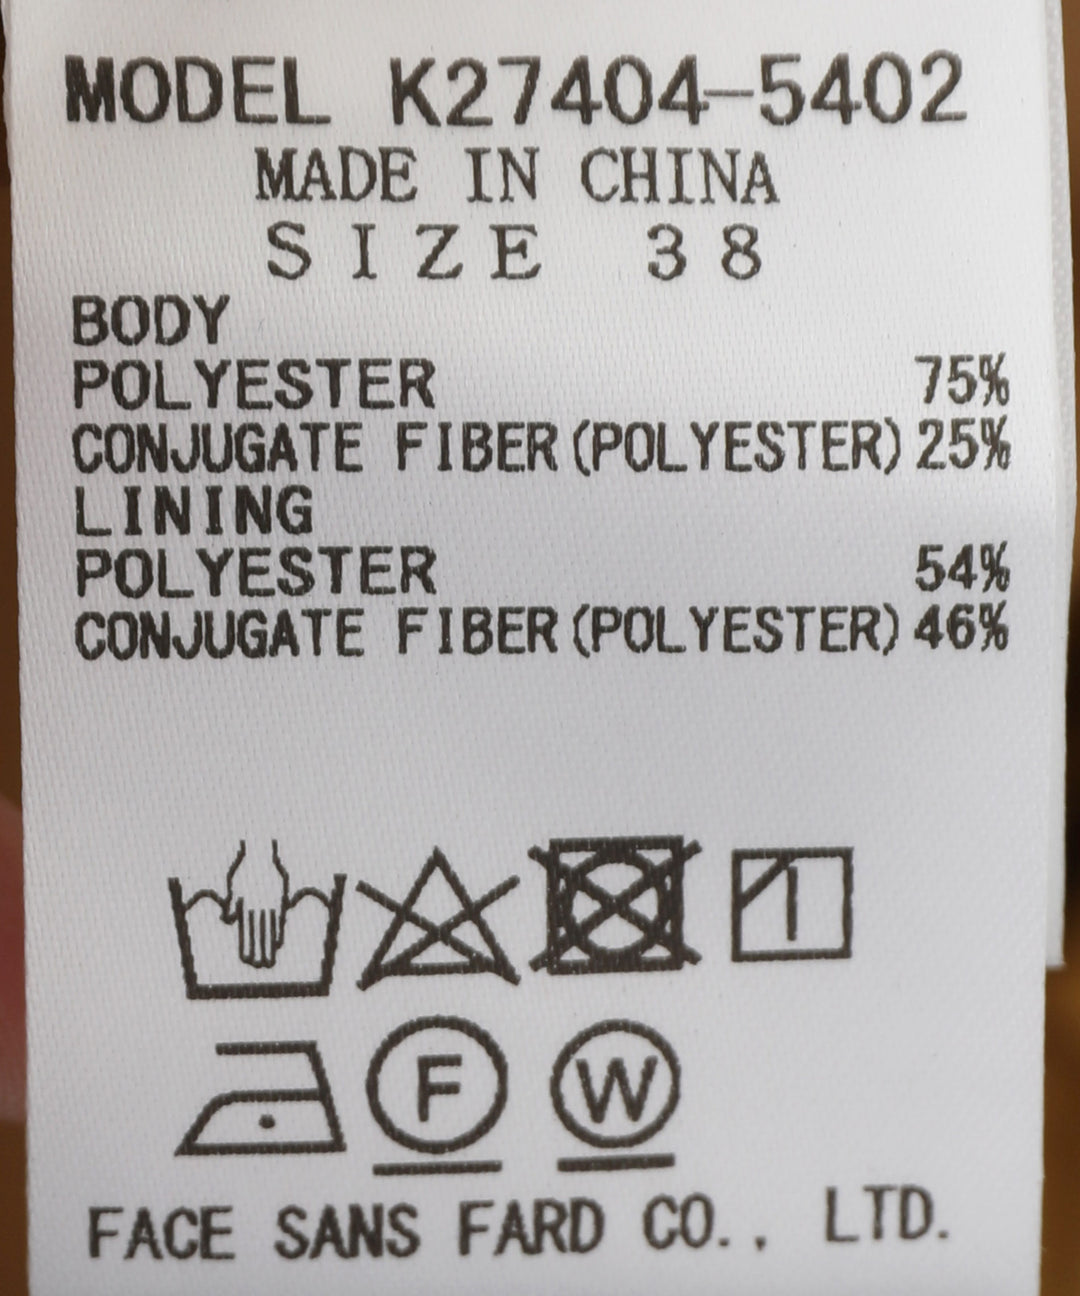 MODEL K27404-5402
MADE IN CHINA
SIZE 38
BODY
POLYESTER 75%
CONJUGATE FIBER(POLYESTER) 25%
LINING
POLYESTER 54%
CONJUGATE FIBER(POLYESTER) 46%
F W
FACE SANS FARD CO., LTD.